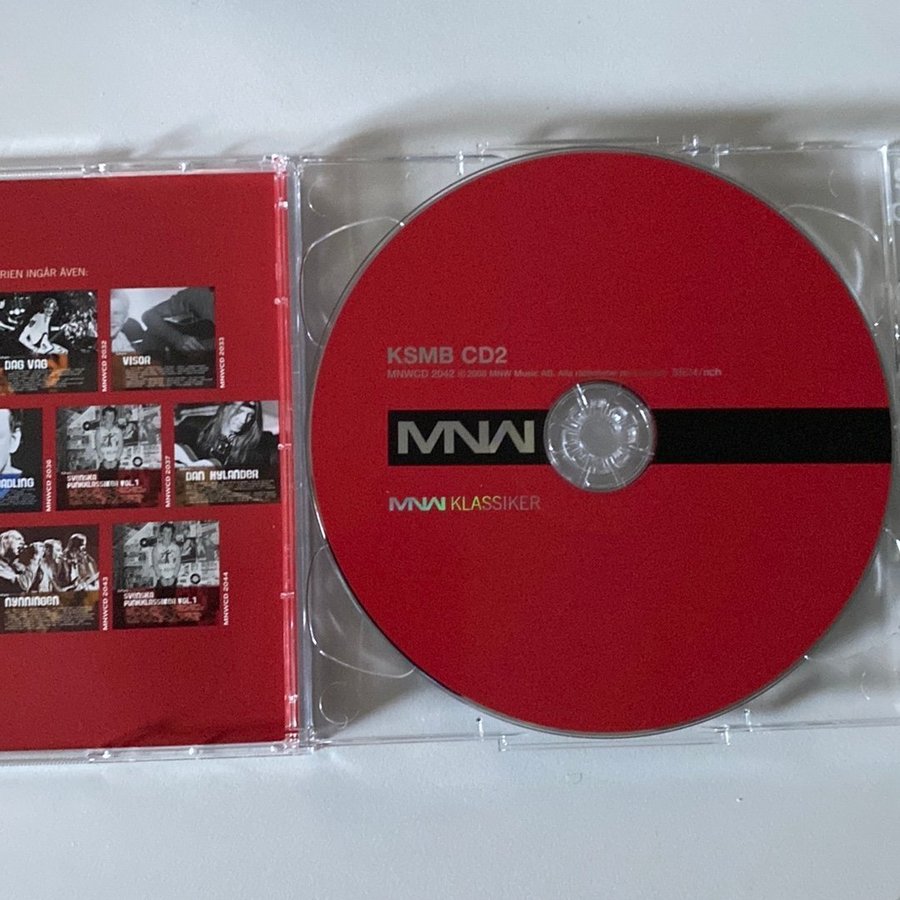 RIEN INGÅR ÄVEN:
DAG VAG
MNWCD 2032
VISOR
MNWCD 2033
ADLING
MNWCD 2036
SVENSKA
PUNKKLASSIKER VOL.1
MNWCD 2037
DAN HYLANDER
NYNNINGEN
MNWCD 2043
SVENSKA
PUNKKLASSIKER VOL.1
MNWCD 2044
KSMB CD2
MNWCD 2042 MNW Music AB. Alla
MNW
MNW KLASSIKER